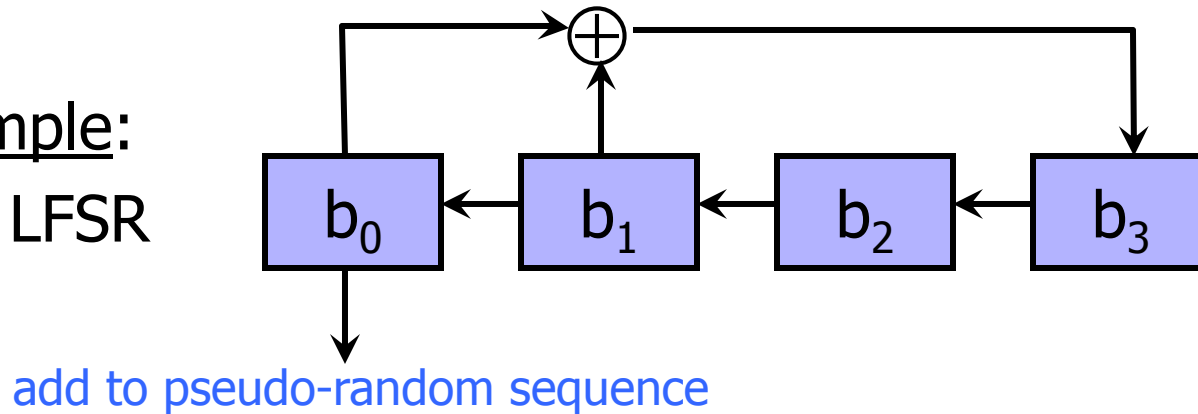 mple:
LFSR
b₀ b₁ b₂ b₃
add to pseudo-random sequence